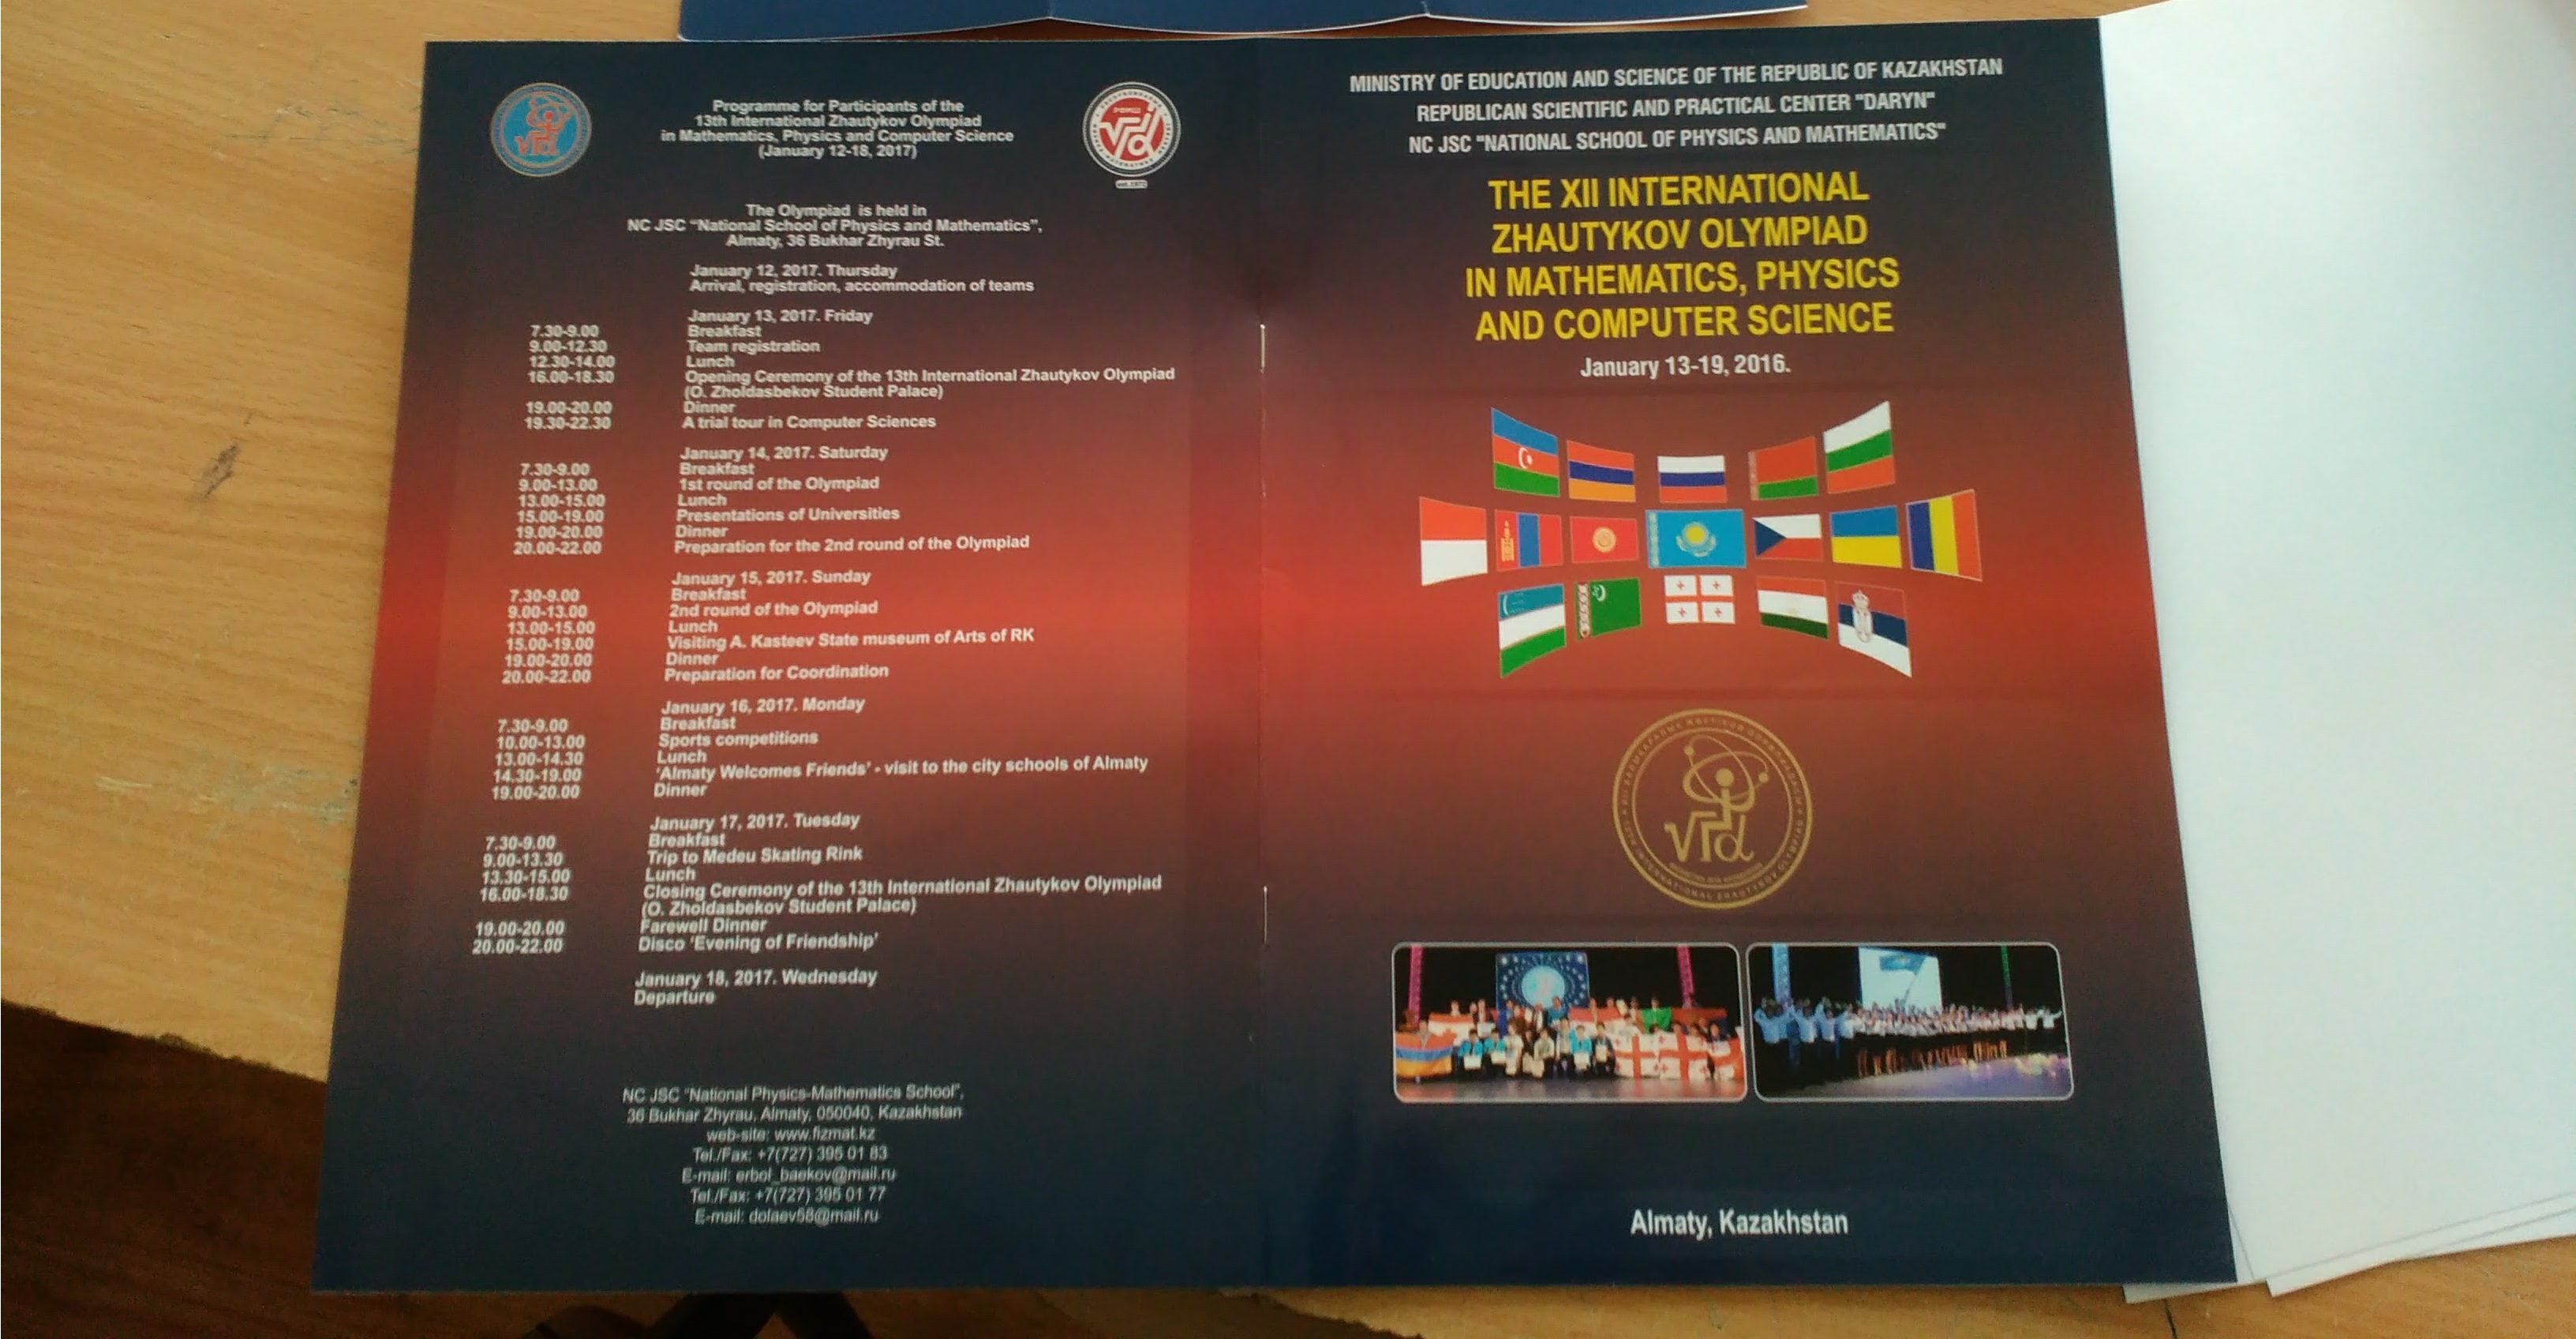 Programme for Participants of the
13th International Zhautykov Olympiad
in Mathematics, Physics and Computer Science
(January 12-18, 2017)
The Olympiad is held in
NC JSC "National School of Physics and Mathematics",
Almaty, 36 Bukhar Zhyrau St.
January 12, 2017. Thursday
Arrival, registration, accommodation of teams
January 13, 2017. Friday
7.30-9.00 Breakfast
9.00-12.30 Team registration
12.30-14.00 Lunch
16.00-18.30 Opening Ceremony of the 13th International Zhautykov Olympiad
(O. Zholdasbekov Student Palace)
19.00-20.00 Dinner
19.30-22.30 A trial tour in Computer Sciences
January 14, 2017. Saturday
7.30-9.00 Breakfast
9.00-13.00 1st round of the Olympiad
13.00-15.00 Lunch
15.00-19.00 Presentations of Universities
19.00-20.00 Dinner
20.00-22.00 Preparation for the 2nd round of the Olympiad
January 15, 2017. Sunday
7.30-9.00 Breakfast
9.00-13.00 2nd round of the Olympiad
13.00-15.00 Lunch
15.00-19.00 Visiting A. Kasteev State museum of Arts of RK
19.00-20.00 Dinner
20.00-22.00 Preparation for Coordination
January 16, 2017. Monday
7.30-9.00 Breakfast
10.00-13.00 Sports competitions
13.00-14.30 Lunch
14.30-19.00 'Almaty Welcomes Friends' - visit to the city schools of Almaty
19.00-20.00 Dinner
January 17, 2017. Tuesday
7.30-9.00 Breakfast
9.00-13.30 Trip to Medeu Skating Rink
13.30-15.00 Lunch
16.00-18.30 Closing Ceremony of the 13th International Zhautykov Olympiad
(O. Zholdasbekov Student Palace)
19.00-20.00 Farewell Dinner
20.00-22.00 Disco 'Evening of Friendship'
January 18, 2017. Wednesday
Departure
NC JSC "National Physics-Mathematics School",
36 Bukhar Zhyrau, Almaty, 050040, Kazakhstan
web-site: www.fizmat.kz
Tel./Fax: +7(727) 395 01 83
E-mail: erbol_baekov@mail.ru
Tel./Fax: +7(727) 395 01 77
E-mail: dolaev58@mail.ru
MINISTRY OF EDUCATION AND SCIENCE OF THE REPUBLIC OF KAZAKHSTAN
REPUBLICAN SCIENTIFIC AND PRACTICAL CENTER "DARYN"
NC JSC "NATIONAL SCHOOL OF PHYSICS AND MATHEMATICS"
THE XII INTERNATIONAL
ZHAUTYKOV OLYMPIAD
IN MATHEMATICS, PHYSICS
AND COMPUTER SCIENCE
January 13-19, 2016.
Almaty, Kazakhstan